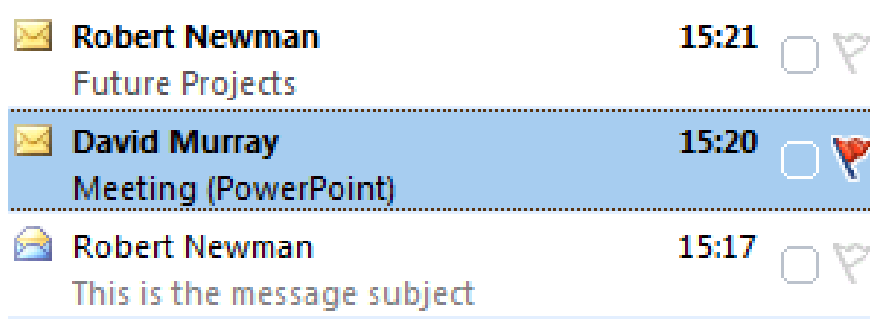 Robert Newman 15:21
Future Projects
David Murray 15:20
Meeting (PowerPoint)
Robert Newman 15:17
This is the message subject